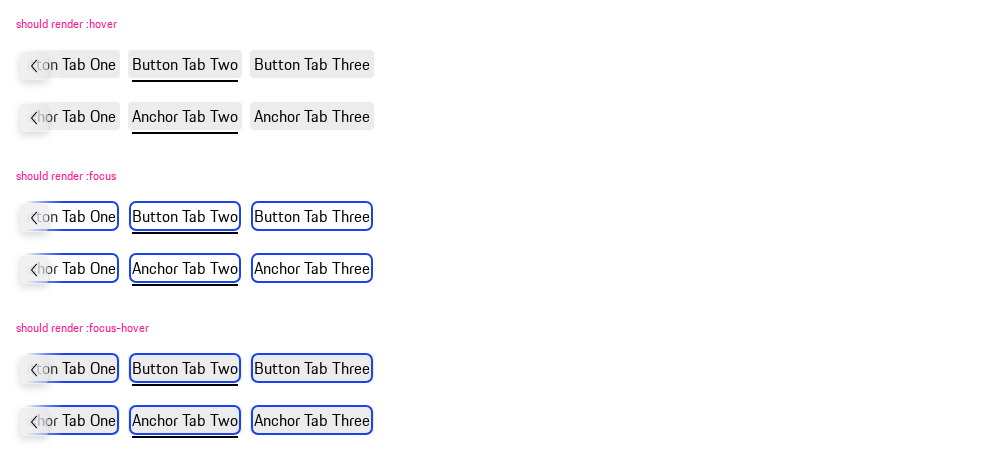 should render :hover
ton Tab One Button Tab Two Button Tab Three
hor Tab One Anchor Tab Two Anchor Tab Three
should render :focus
ton Tab One Button Tab Two Button Tab Three
hor Tab One Anchor Tab Two Anchor Tab Three
should render :focus-hover
ton Tab One Button Tab Two Button Tab Three
hor Tab One Anchor Tab Two Anchor Tab Three